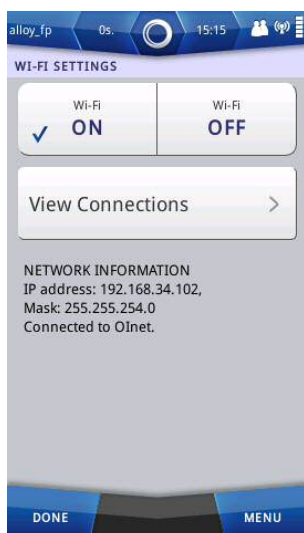 alloy_fp 0s. 15:15
WI-FI SETTINGS
Wi-Fi Wi-Fi
ON OFF
View Connections
NETWORK INFORMATION
IP address: 192.168.34.102,
Mask: 255.255.254.0
Connected to OInet.
DONE MENU